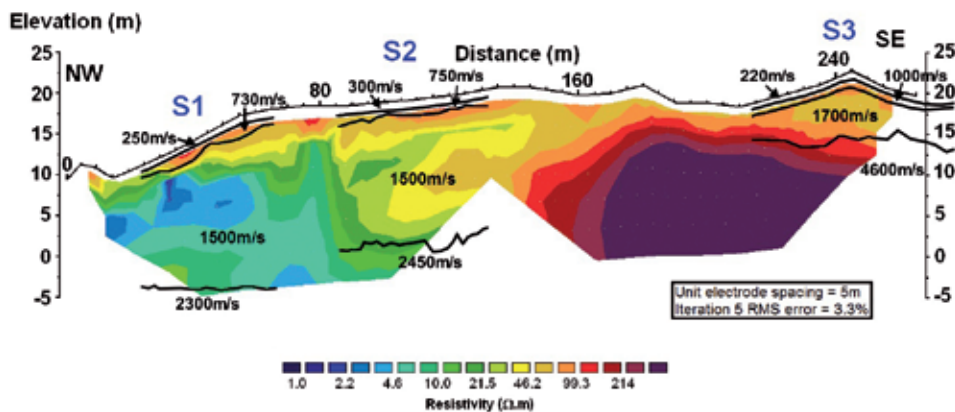 Elevation (m)
S1
S2
S3
Distance (m)
NW
SE
25
20
15
10
5
0
-5
0
80
160
240
25
20
15
10
5
0
-5
250m/s
730m/s
300m/s
750m/s
220m/s
1000m/s
1700m/s
4600m/s
1500m/s
1500m/s
2450m/s
2300m/s
Unit electrode spacing = 5m
Iteration 5 RMS error = 3.3%
1.0 2.2 4.6 10.0 21.5 46.2 99.3 214
Resistivity (Ω.m)